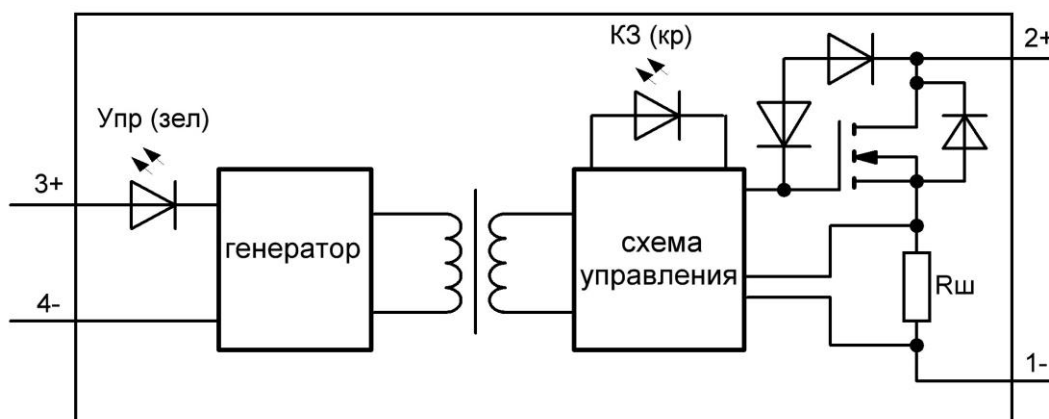 КЗ (кр)
2+
Упр (зел)
3+
генератор
схема
управления
Rш
4-
1-